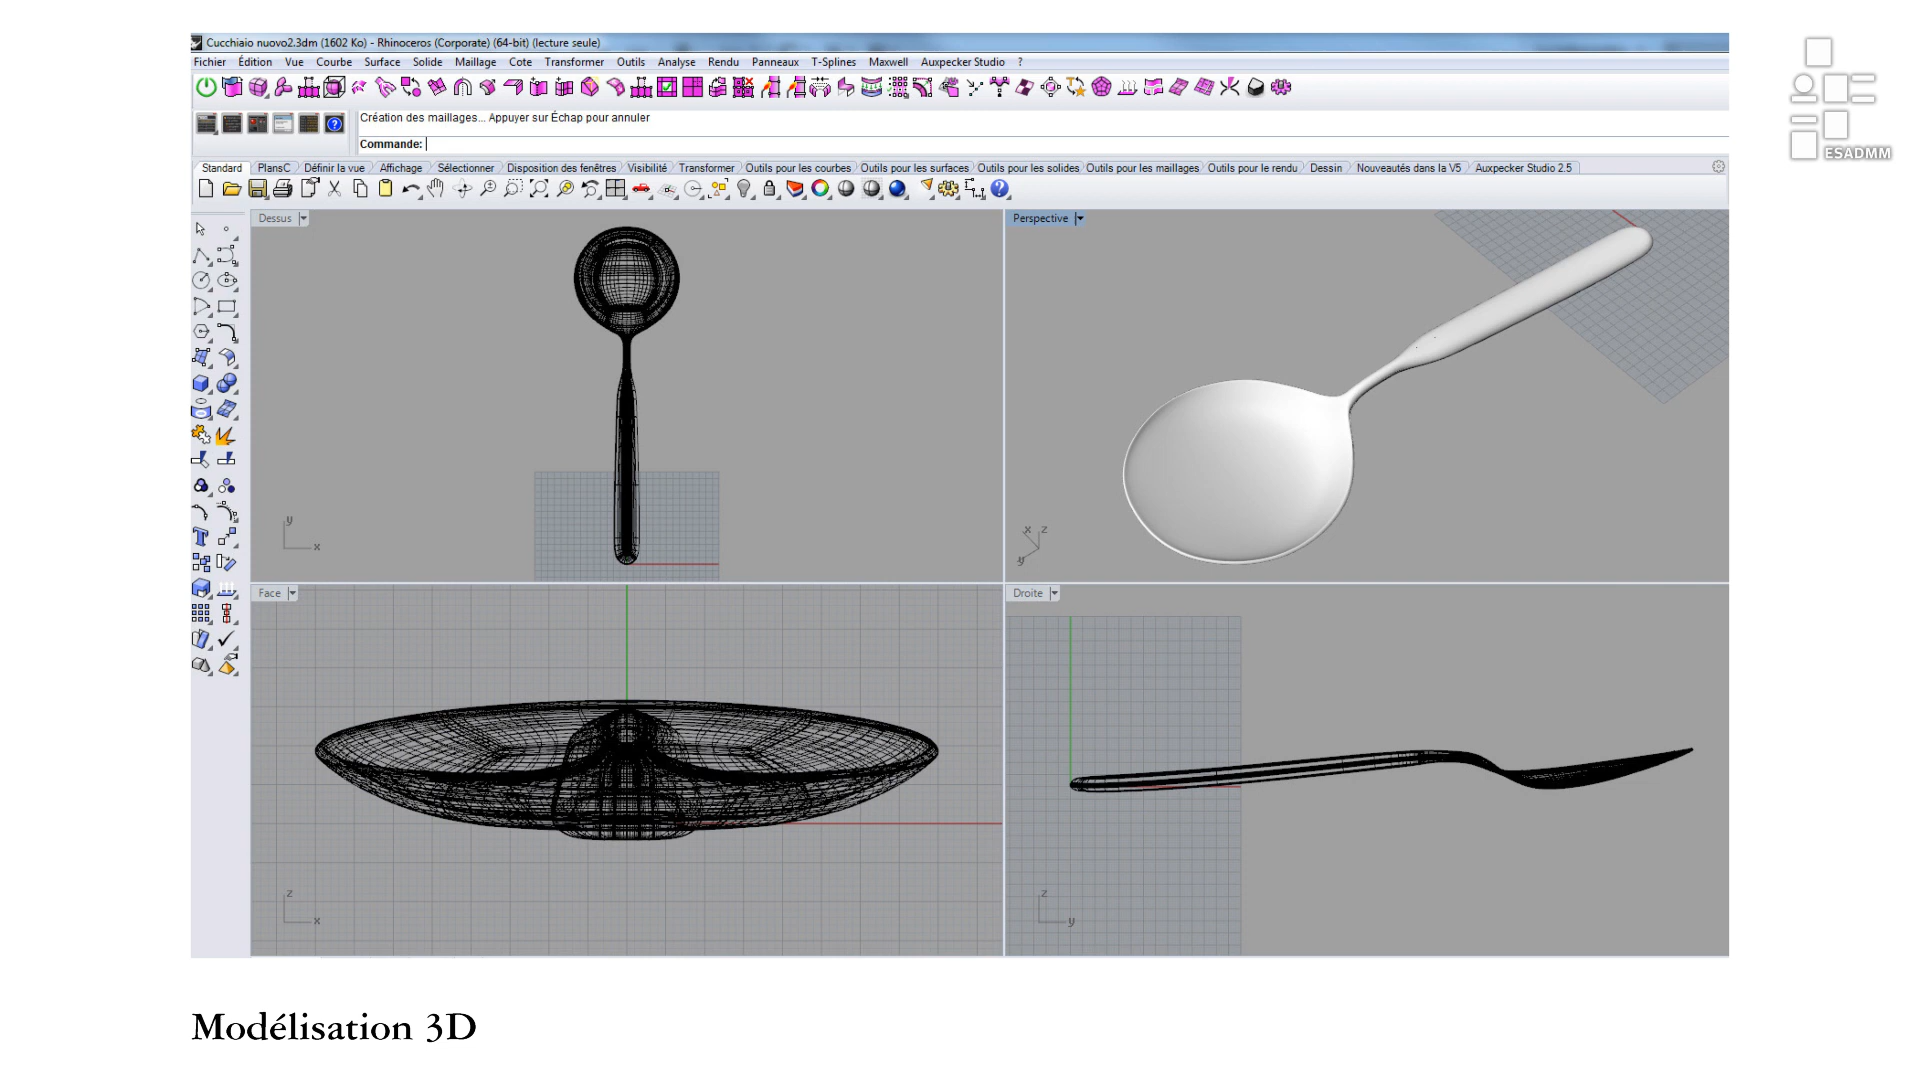 Cucchiaio nuovo2.3dm (1602 Ko) - Rhinoceros (Corporate) (64-bit) (lecture seule)
Fichier Édition Vue Courbe Surface Solide Maillage Cote Transformer Outils Analyse Rendu Panneaux T-Splines Maxwell Auxpecker Studio ?
Création des maillages... Appuyer sur Échap pour annuler
Commande:
Standard PlansC Définir la vue Affichage Sélectionner Disposition des fenêtres Visibilité Transformer Outils pour les courbes Outils pour les surfaces Outils pour les solides Outils pour les maillages Outils pour le rendu Dessin Nouveautés dans la V5 Auxpecker Studio 2.5
Dessus
Perspective
y
x
x z
y
Face
Droite
z
x
z
y
Modélisation 3D
ESADMM